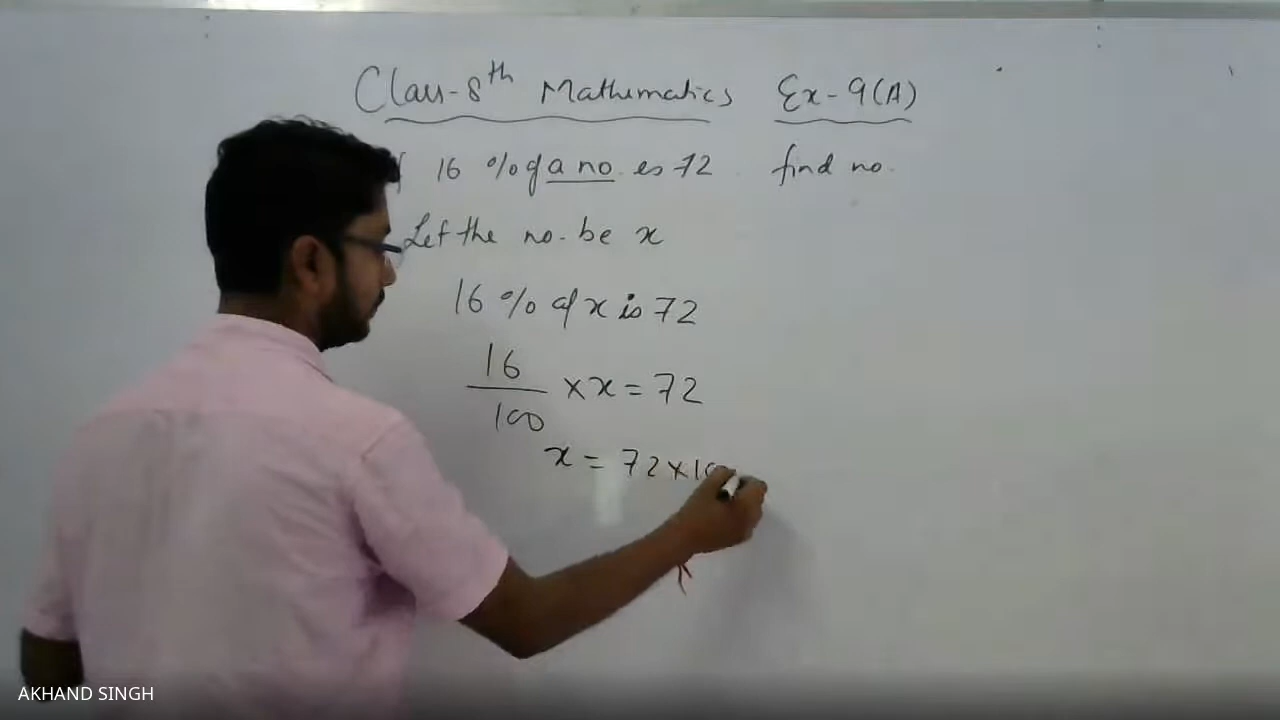 Class-8th Mathematics Ex-9(A)
16 % of a no. is 72 find no.
Let the no. be x
16 % of x is 72
16
100 × x = 72
x = 72 × 10
AKHAND SINGH